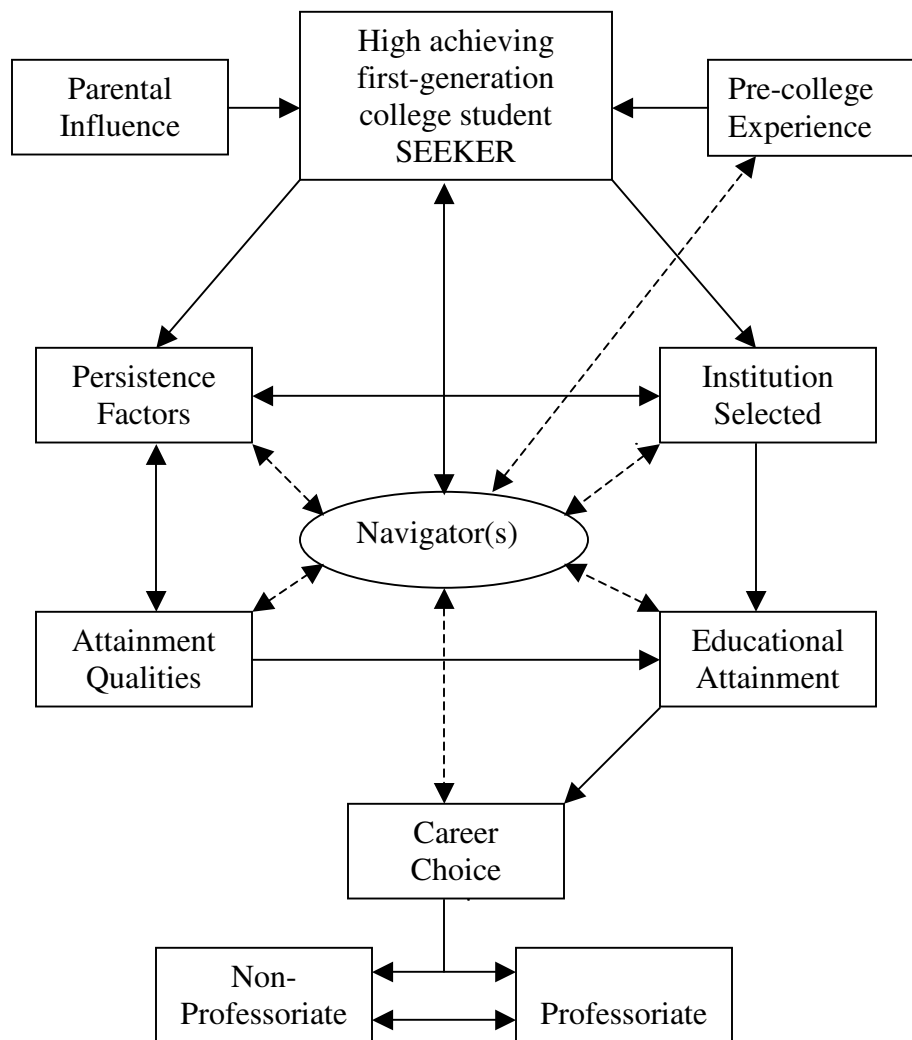 High achieving
first-generation
college student
SEEKER
Parental
Influence
Pre-college
Experience
Persistence
Factors
Institution
Selected
Navigator(s)
Attainment
Qualities
Educational
Attainment
Career
Choice
Non-
Professoriate
Professoriate